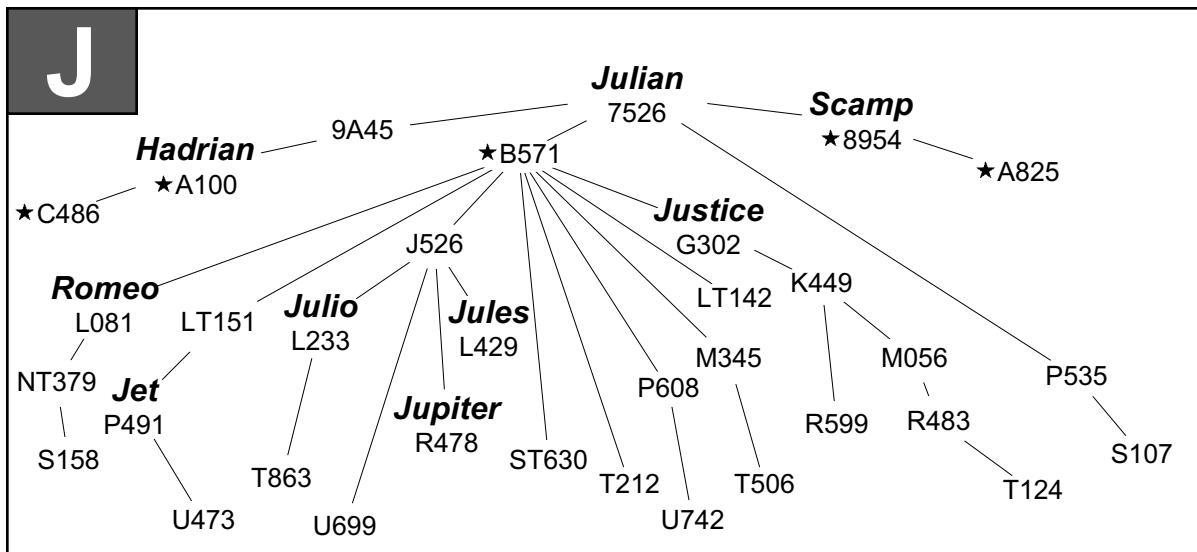 J
Julian
7526
Scamp
★8954
★A825
9A45
Hadrian
★A100
★C486
★B571
Justice
G302
J526
K449
LT142
Romeo
L081
LT151
Julio
L233
Jules
L429
M345
M056
P535
NT379
Jet
P491
P608
Jupiter
R478
R599
R483
S158
S107
ST630
T863
T212
T506
T124
U473
U699
U742